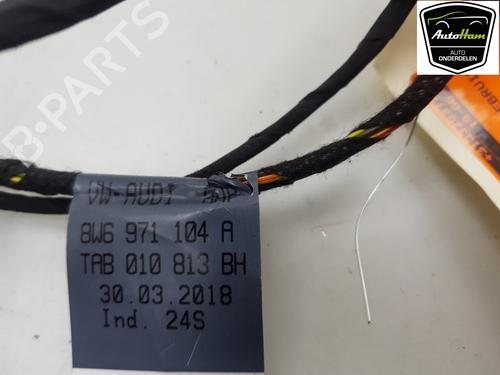 AutoHam
AUTO
ONDERDELEN
B-PARTS
VW-AUDI
8W6 971 104 A
TAB 010 813 BH
30.03.2018
Ind. 24S